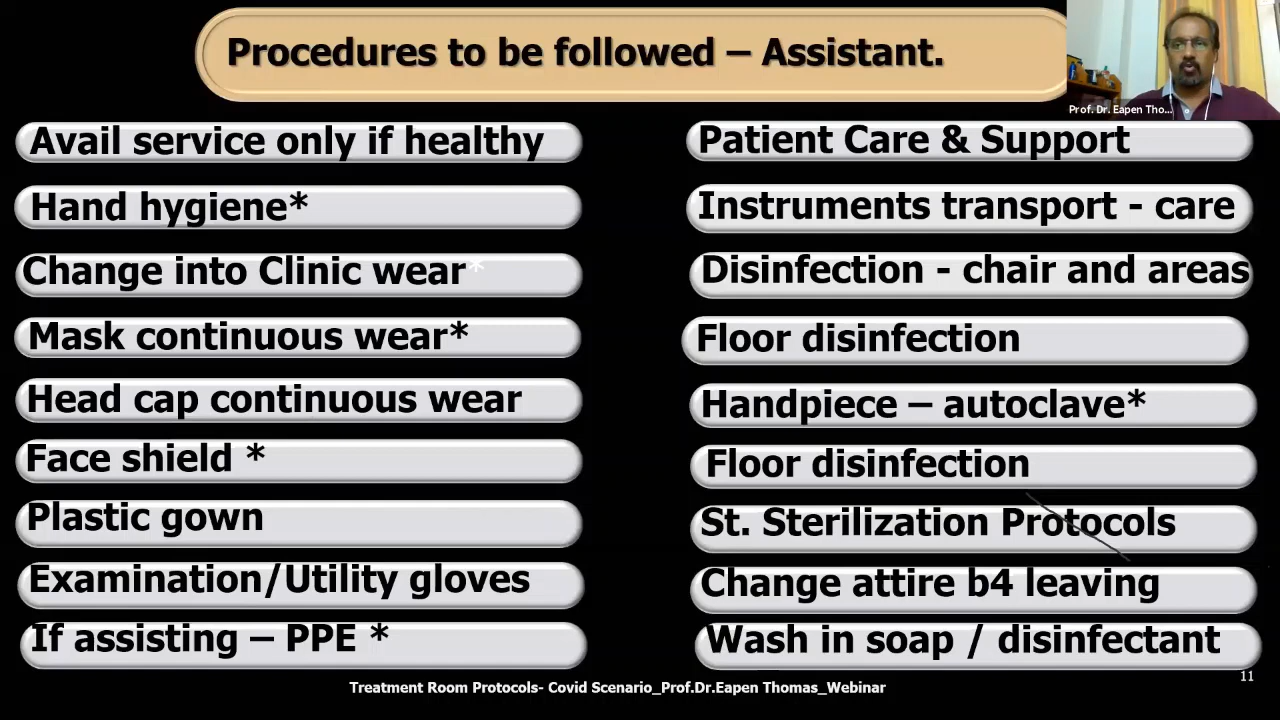 Procedures to be followed – Assistant.
Prof. Dr. Eapen Tho...
Avail service only if healthy
Hand hygiene*
Change into Clinic wear*
Mask continuous wear*
Head cap continuous wear
Face shield *
Plastic gown
Examination/Utility gloves
If assisting – PPE *
Patient Care & Support
Instruments transport - care
Disinfection - chair and areas
Floor disinfection
Handpiece – autoclave*
Floor disinfection
St. Sterilization Protocols
Change attire b4 leaving
Wash in soap / disinfectant
Treatment Room Protocols- Covid Scenario_Prof.Dr.Eapen Thomas_Webinar
11